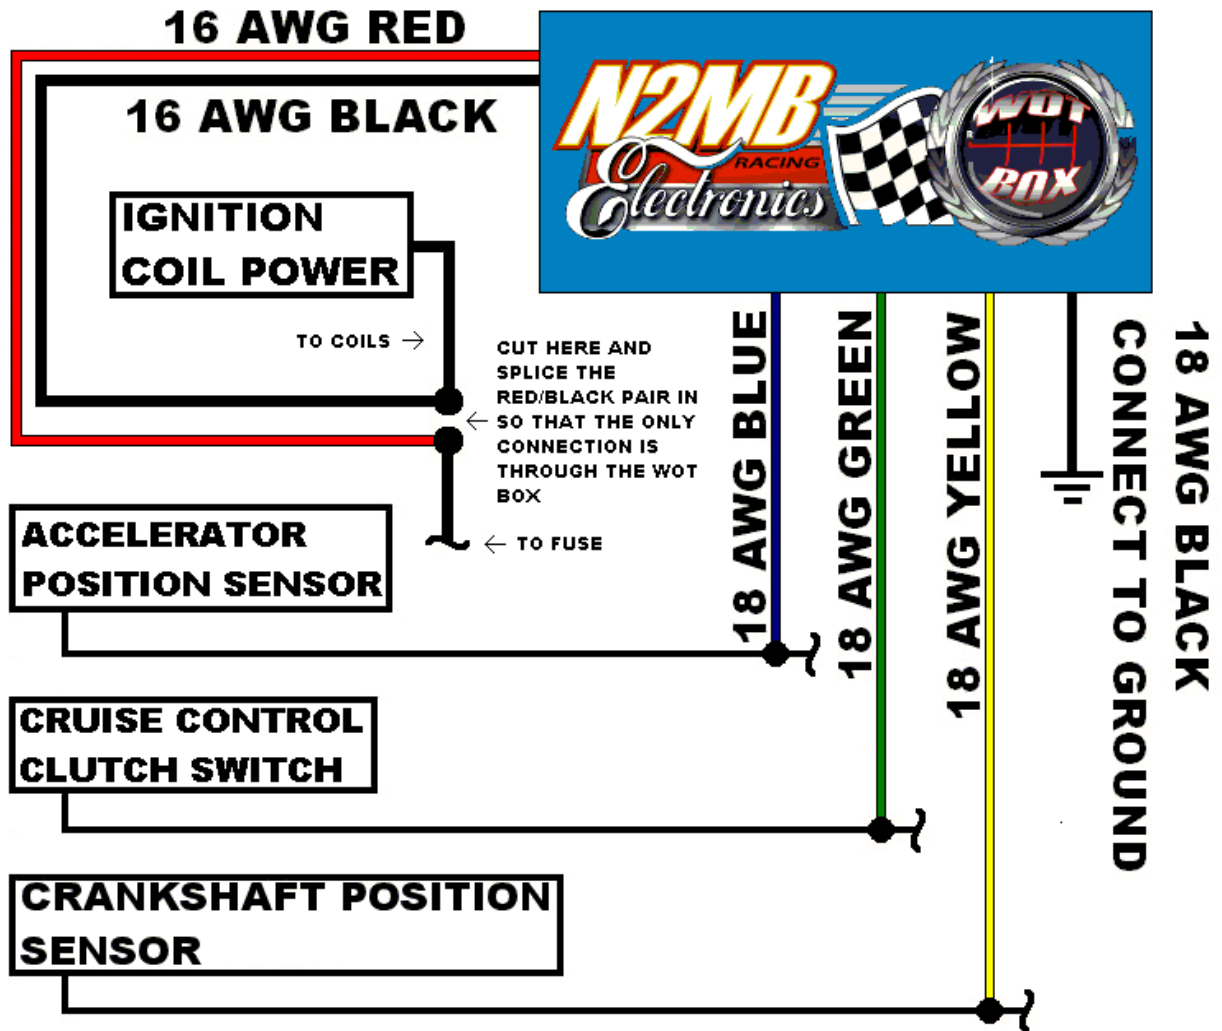 16 AWG RED
16 AWG BLACK
N2MB
RACING
Electronics
WOT
BOX
IGNITION
COIL POWER
TO COILS →
CUT HERE AND
SPLICE THE
RED/BLACK PAIR IN
← SO THAT THE ONLY
CONNECTION IS
THROUGH THE WOT
BOX
← TO FUSE
18 AWG BLUE
18 AWG GREEN
18 AWG YELLOW
18 AWG BLACK
CONNECT TO GROUND
ACCELERATOR
POSITION SENSOR
CRUISE CONTROL
CLUTCH SWITCH
CRANKSHAFT POSITION
SENSOR